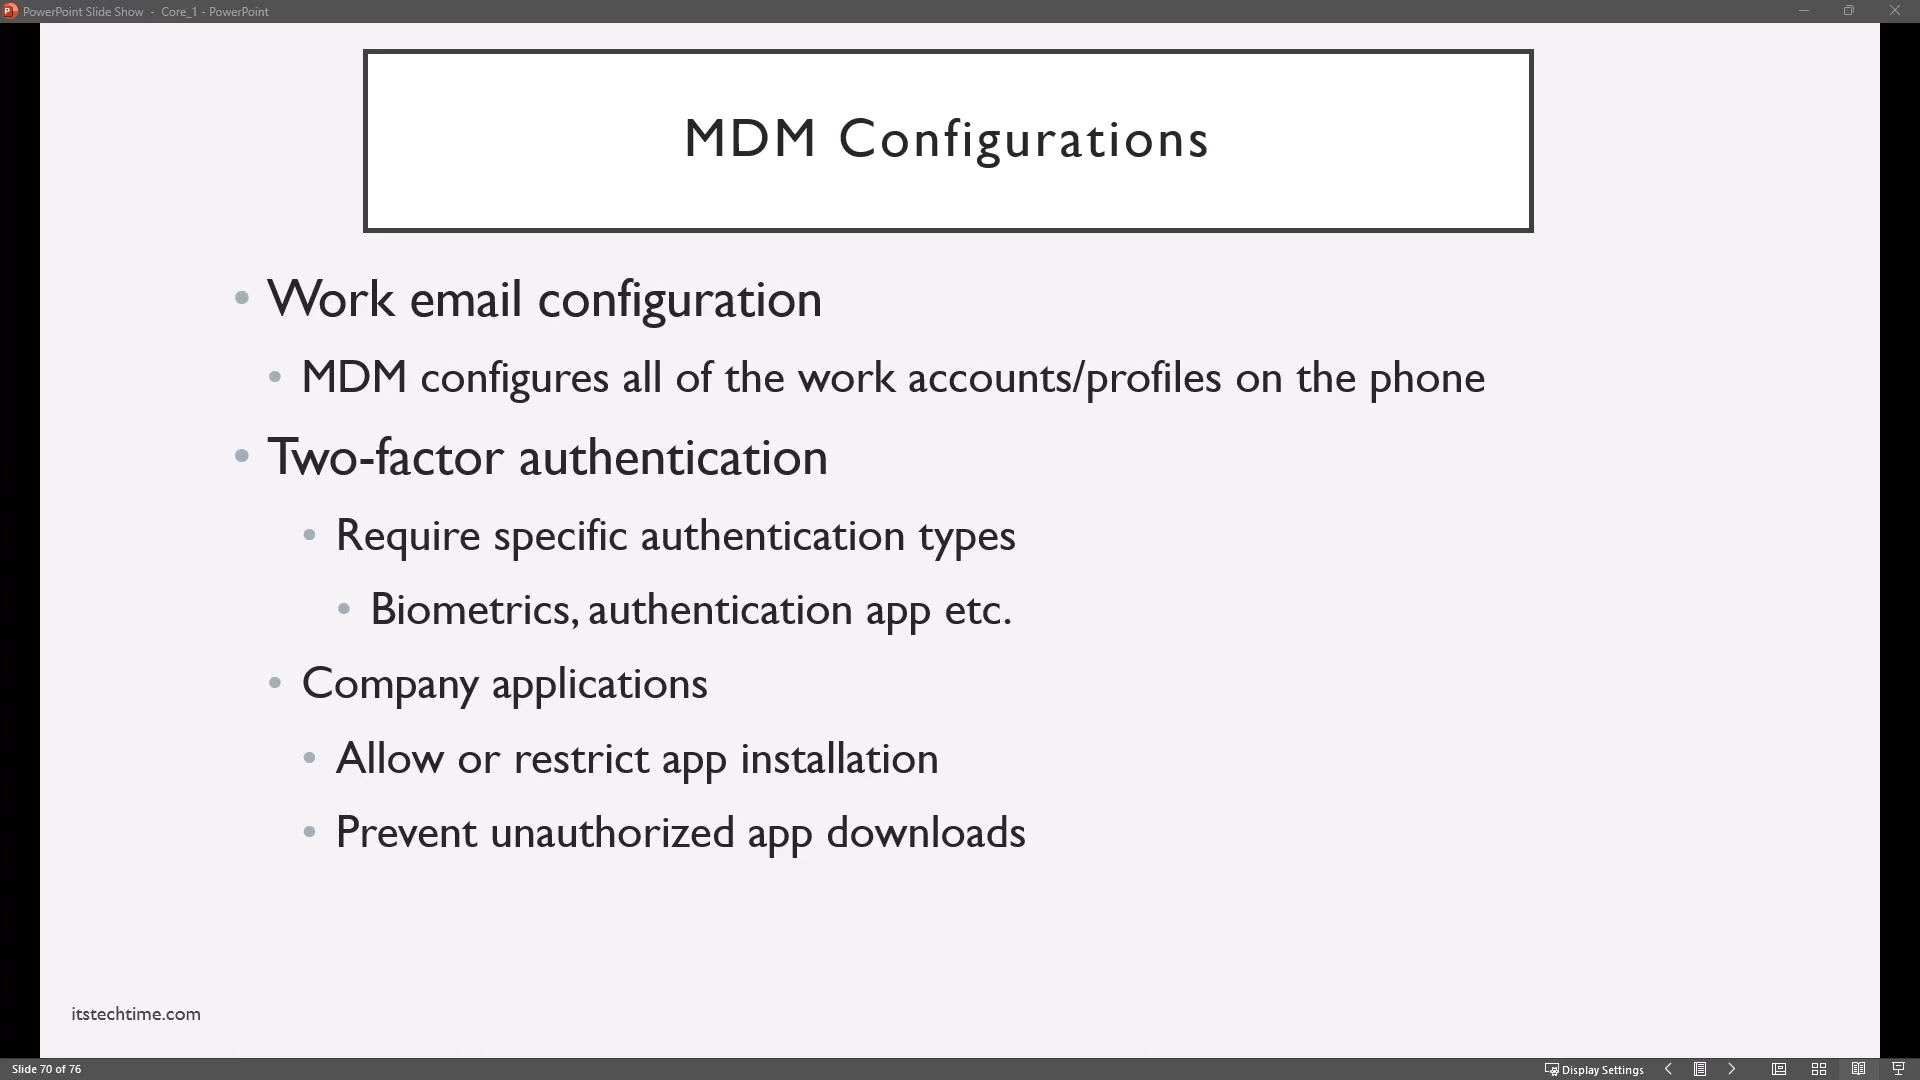 PowerPoint Slide Show - Core_1 - PowerPoint
MDM Configurations
• Work email configuration
• MDM configures all of the work accounts/profiles on the phone
• Two-factor authentication
• Require specific authentication types
• Biometrics, authentication app etc.
• Company applications
• Allow or restrict app installation
• Prevent unauthorized app downloads
itstechtime.com
Slide 70 of 76
Display Settings